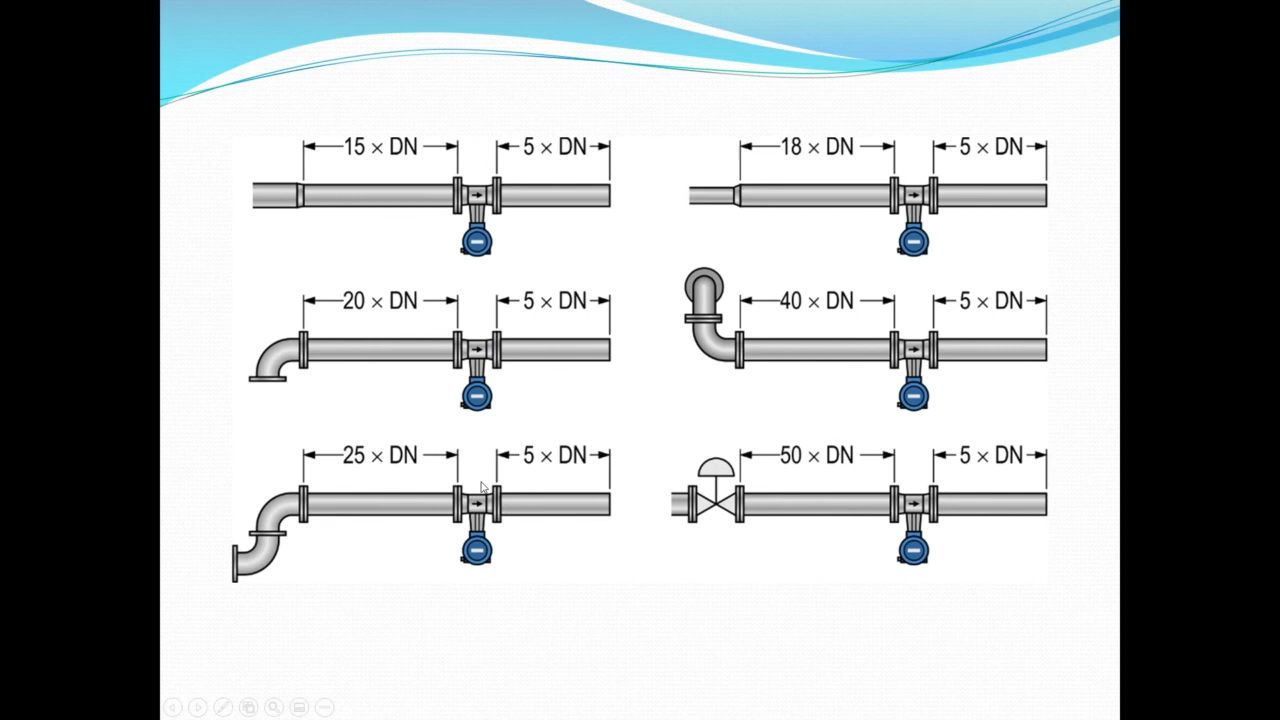 15 × DN 5 × DN 18 × DN 5 × DN
20 × DN 5 × DN 40 × DN 5 × DN
25 × DN 5 × DN 50 × DN 5 × DN